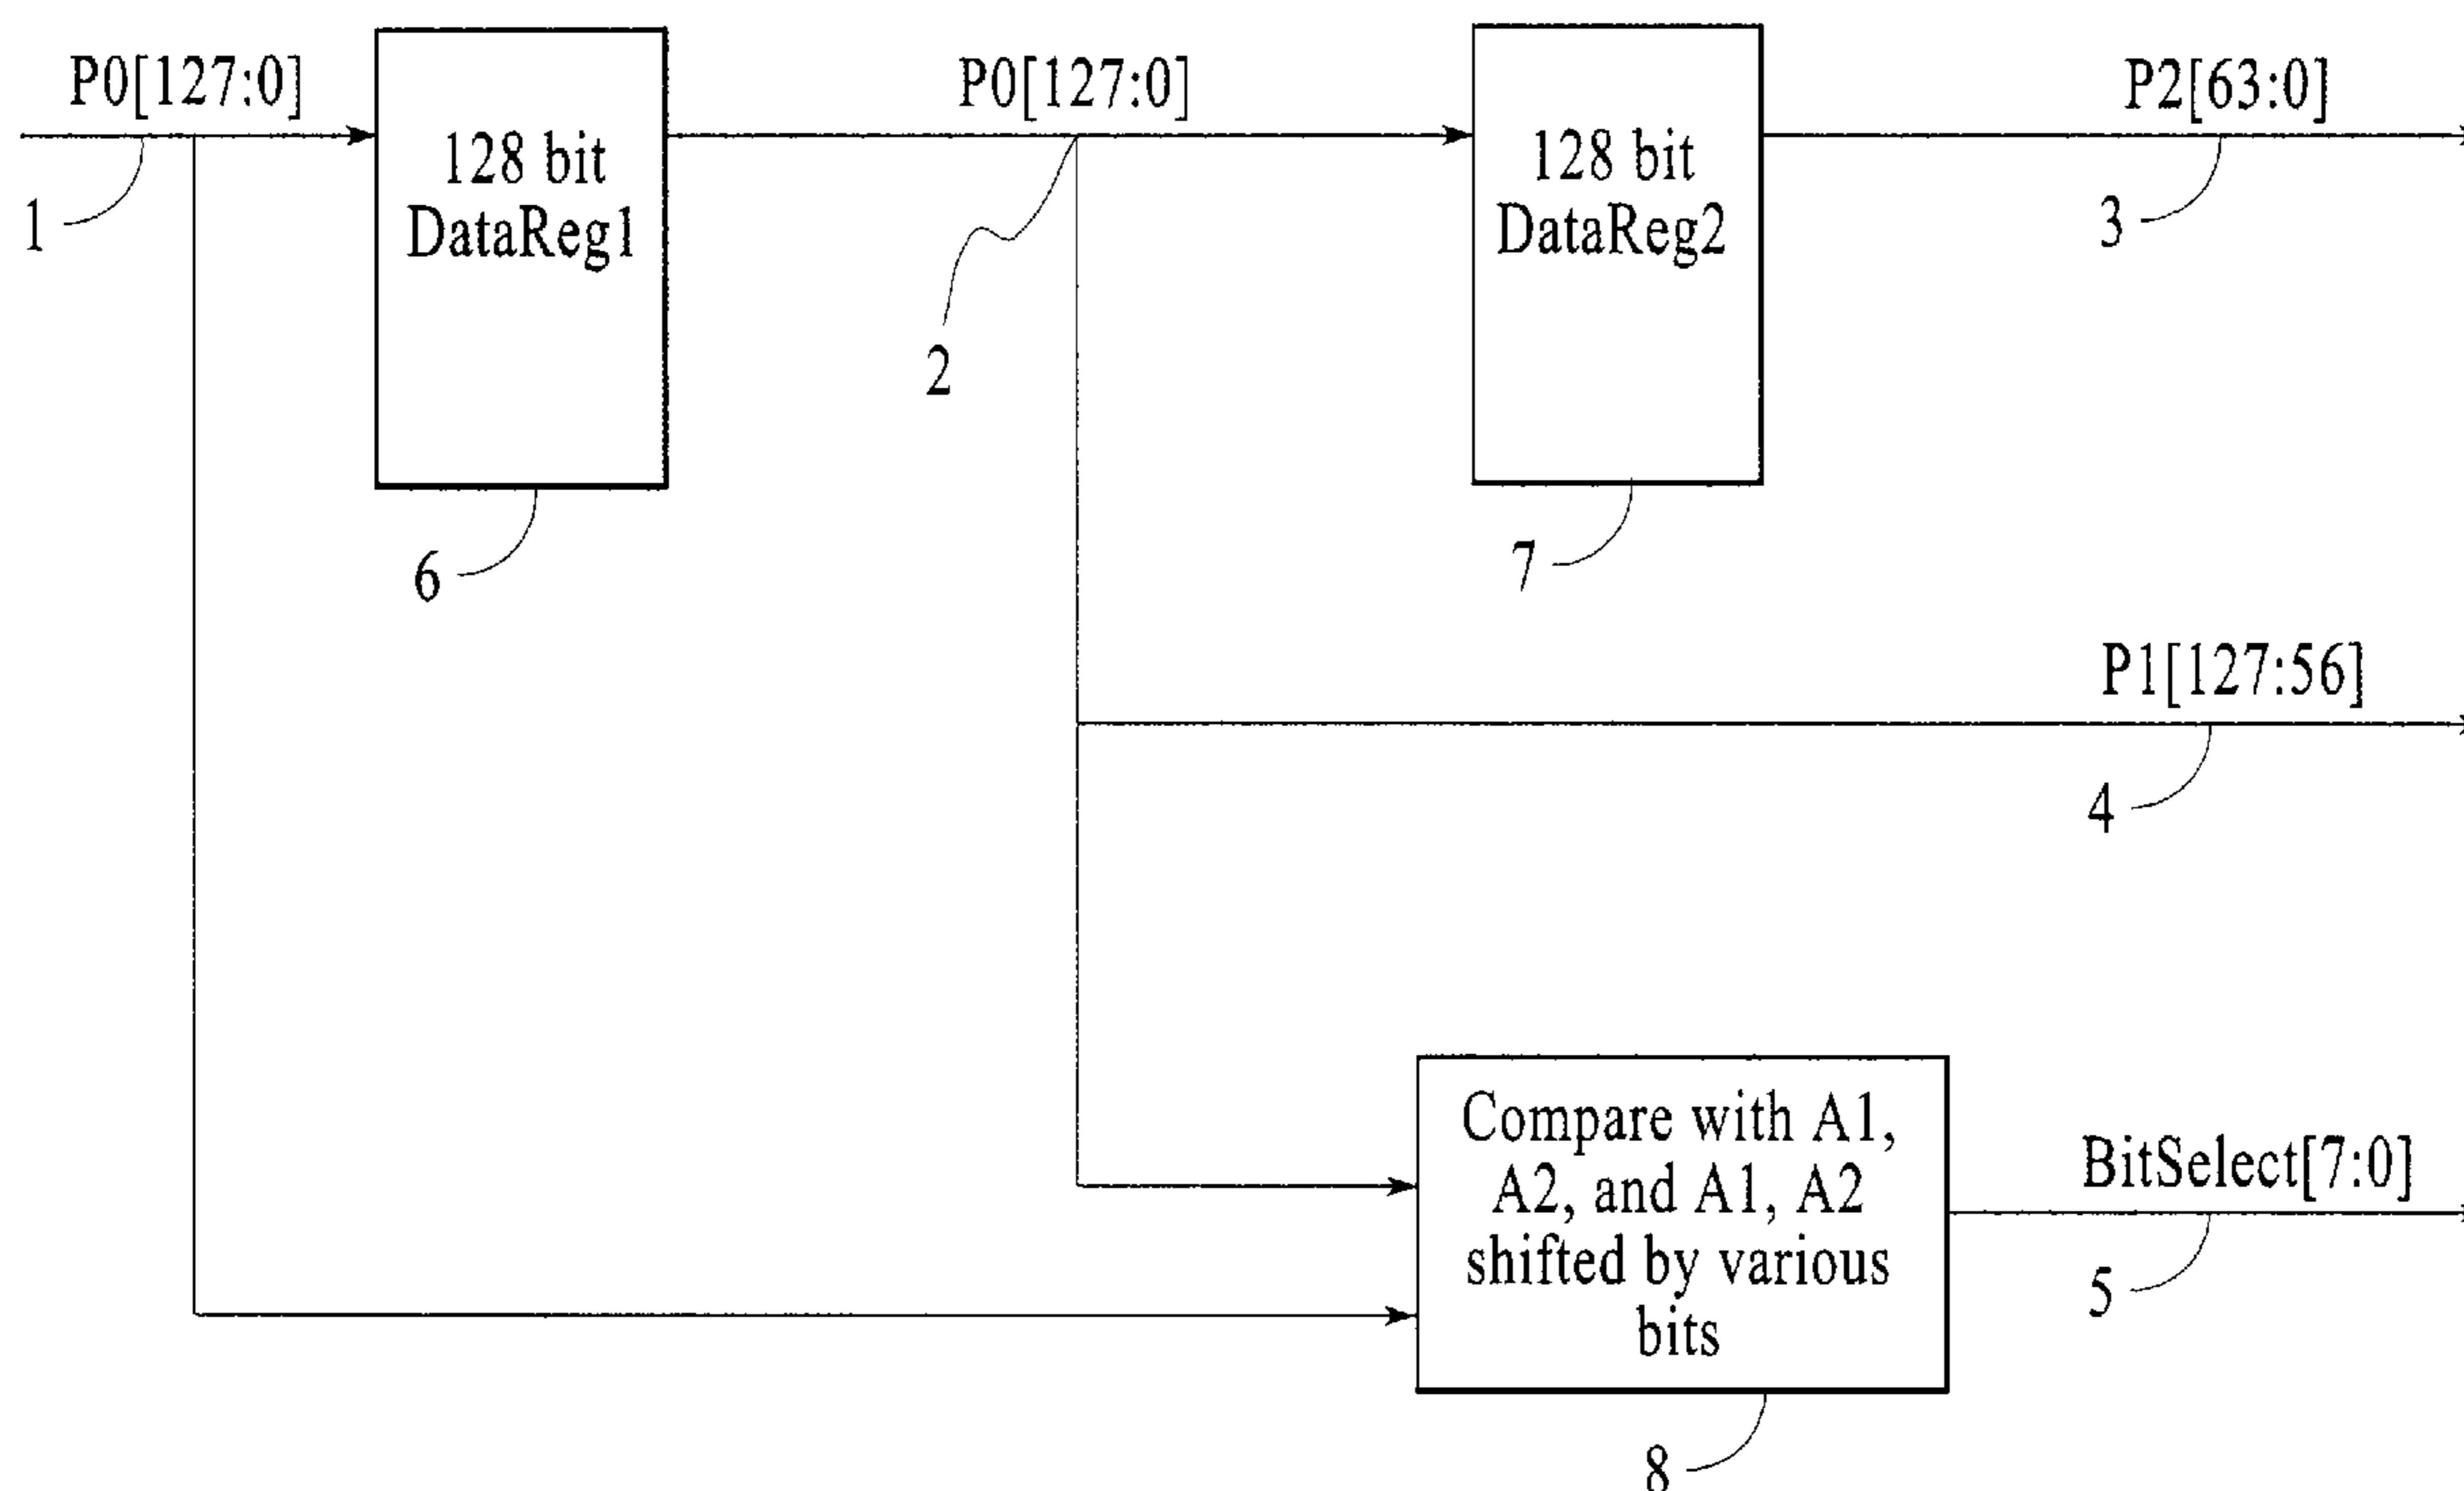 P0[127:0]
128 bit
DataReg1
P0[127:0]
128 bit
DataReg2
P2[63:0]
1
2
3
6
7
P1[127:56]
4
Compare with A1,
A2, and A1, A2
shifted by various
bits
BitSelect[7:0]
5
8